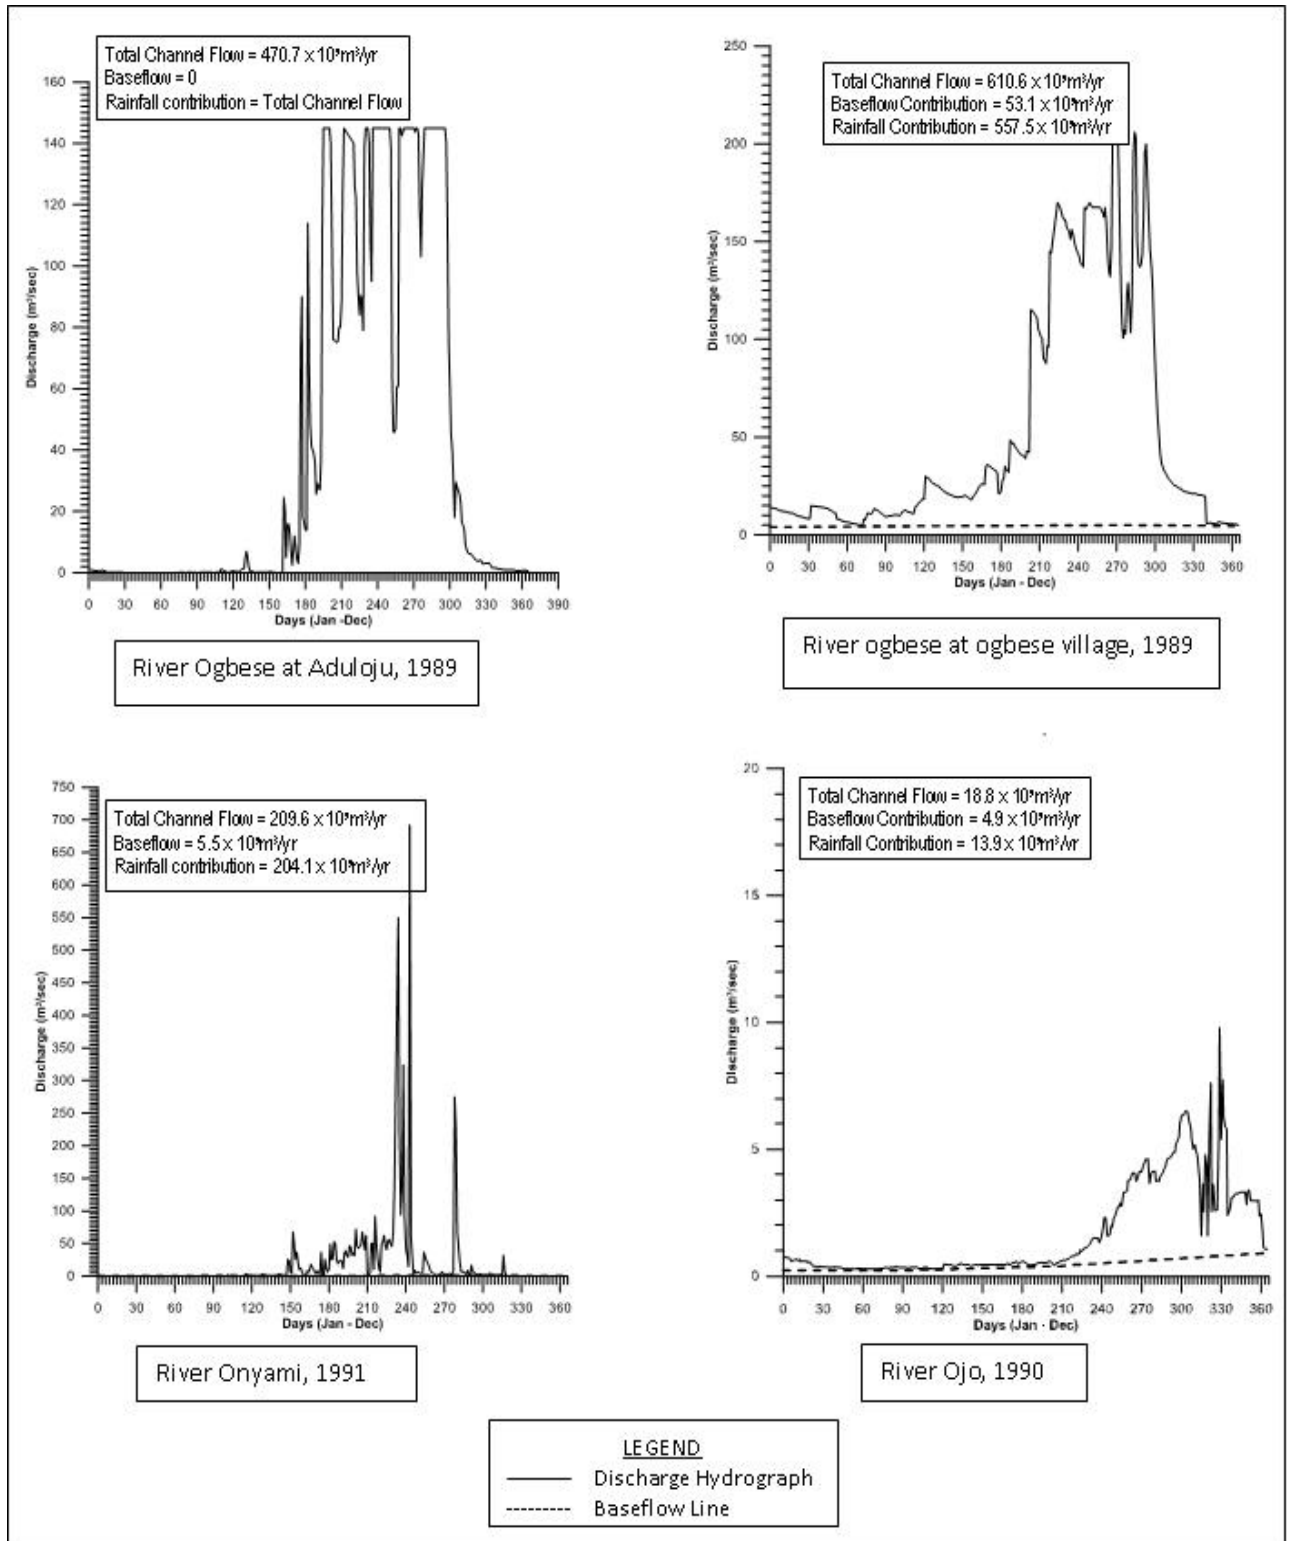 Total Channel Flow = 470.7 x 10⁹m³/yr
Baseflow = 0
Rainfall contribution = Total Channel Flow
160
140
120
100
80
60
40
20
0
Discharge (m³/sec)
0 30 60 90 120 150 180 210 240 270 300 330 360 390
Days (Jan -Dec)
River Ogbese at Aduloju, 1989
Total Channel Flow = 610.6 x 10⁹m³/yr
Baseflow Contribution = 53.1 x 10⁹m³/yr
Rainfall Contribution = 557.5 x 10⁹m³/yr
250
200
150
100
50
0
Discharge (m³/sec)
0 30 60 90 120 150 180 210 240 270 300 330 360
Days (Jan - Dec)
River ogbese at ogbese village, 1989
Total Channel Flow = 209.6 x 10⁹m³/yr
Baseflow = 5.5 x 10⁹m³/yr
Rainfall contribution = 204.1 x 10⁹m³/yr
750
700
650
600
550
500
450
400
350
300
250
200
150
100
50
0
Discharge (m³/sec)
0 30 60 90 120 150 180 210 240 270 300 330 360
Days (Jan - Dec)
River Onyami, 1991
Total Channel Flow = 18.8 x 10⁹m³/yr
Baseflow Contribution = 4.9 x 10⁹m³/yr
Rainfall Contribution = 13.9 x 10⁹m³/yr
20
15
10
5
0
Discharge (m³/sec)
0 30 60 90 120 150 180 210 240 270 300 330 360
Days (Jan - Dec)
River Ojo, 1990
LEGEND
Discharge Hydrograph
Baseflow Line